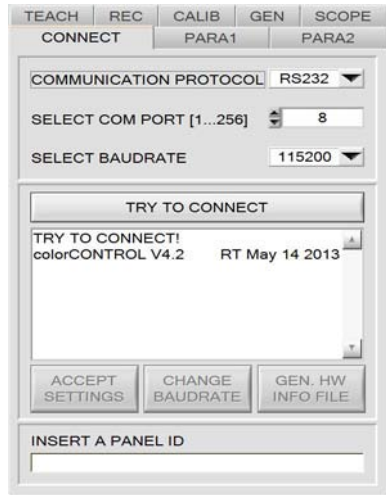 TEACH REC CALIB GEN SCOPE
CONNECT PARA1 PARA2
COMMUNICATION PROTOCOL RS232
SELECT COM PORT [1...256] 8
SELECT BAUDRATE 115200
TRY TO CONNECT
TRY TO CONNECT!
colorCONTROL V4.2 RT May 14 2013
ACCEPT CHANGE GEN. HW
SETTINGS BAUDRATE INFO FILE
INSERT A PANEL ID